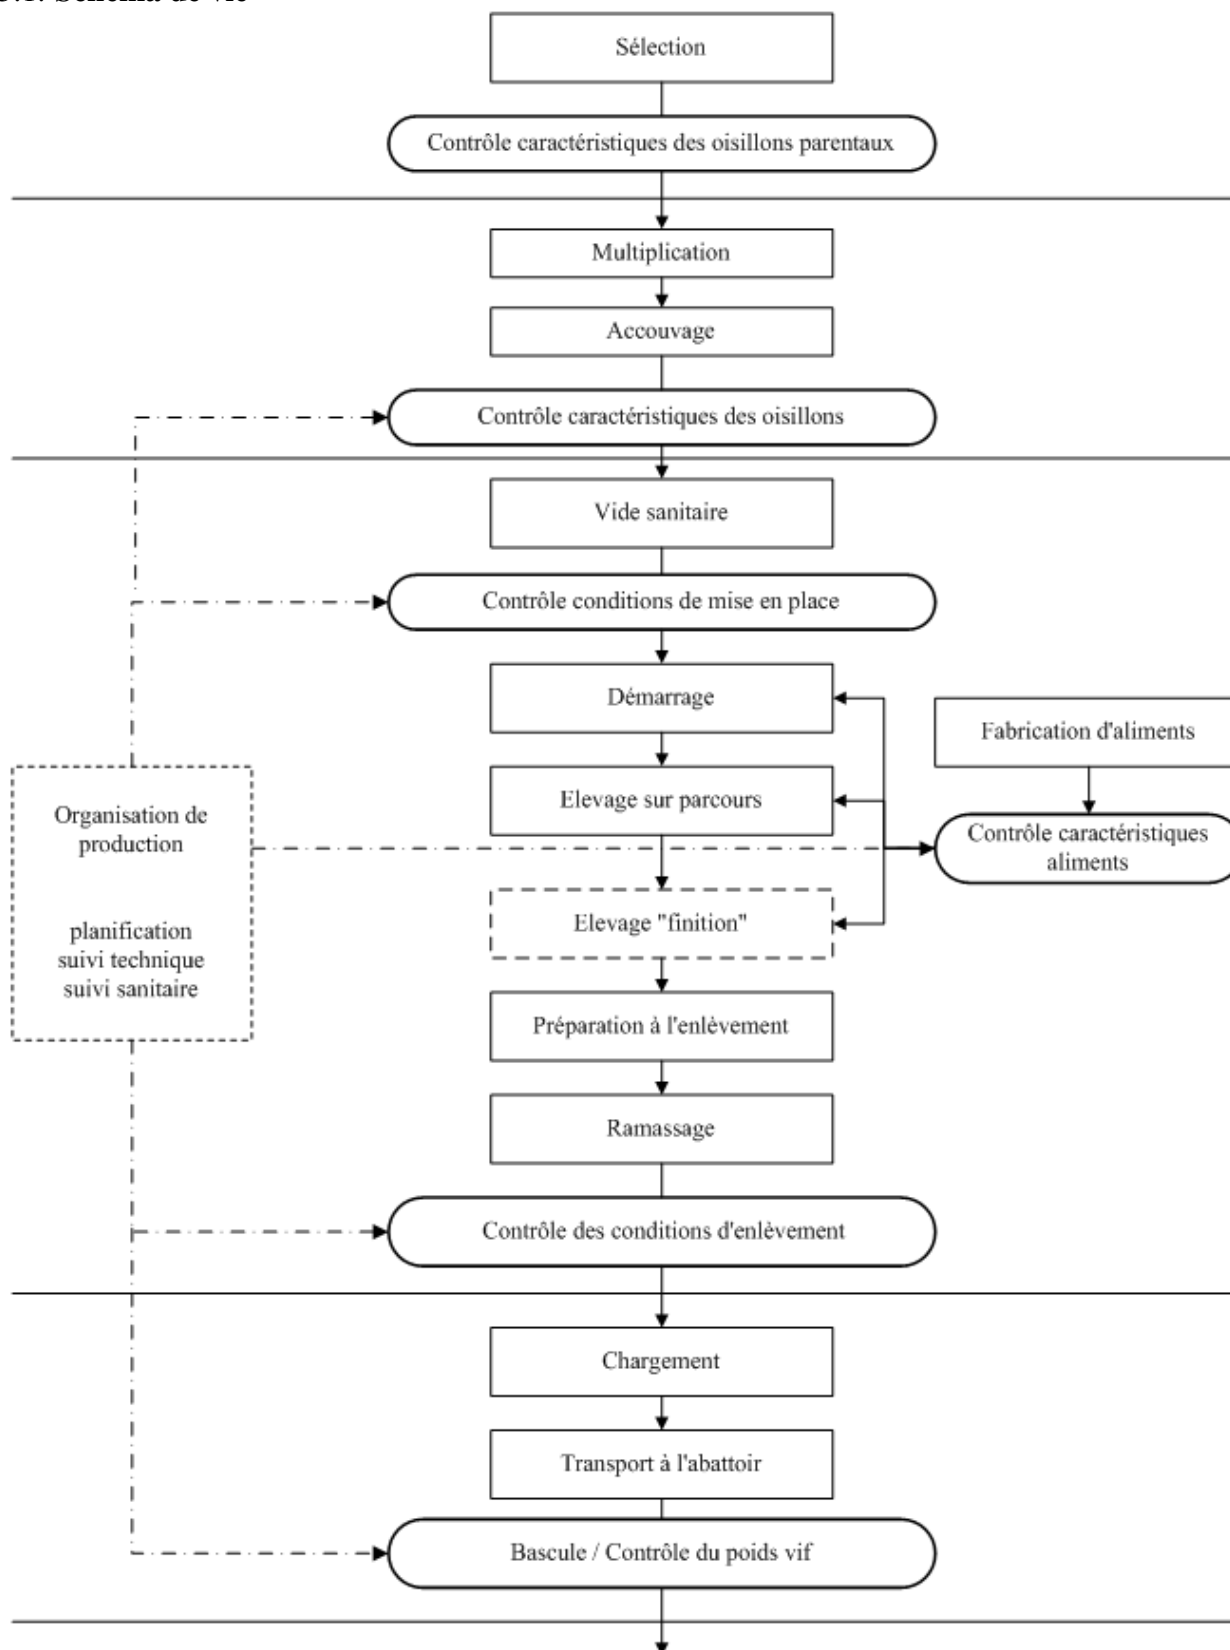 Sélection
Contrôle caractéristiques des oisillons parentaux
Multiplication
Accouvage
Contrôle caractéristiques des oisillons
Vide sanitaire
Contrôle conditions de mise en place
Démarrage
Fabrication d'aliments
Elevage sur parcours
Organisation de
production
Contrôle caractéristiques
aliments
Elevage "finition"
planification
suivi technique
suivi sanitaire
Préparation à l'enlèvement
Ramassage
Contrôle des conditions d'enlèvement
Chargement
Transport à l'abattoir
Bascule / Contrôle du poids vif